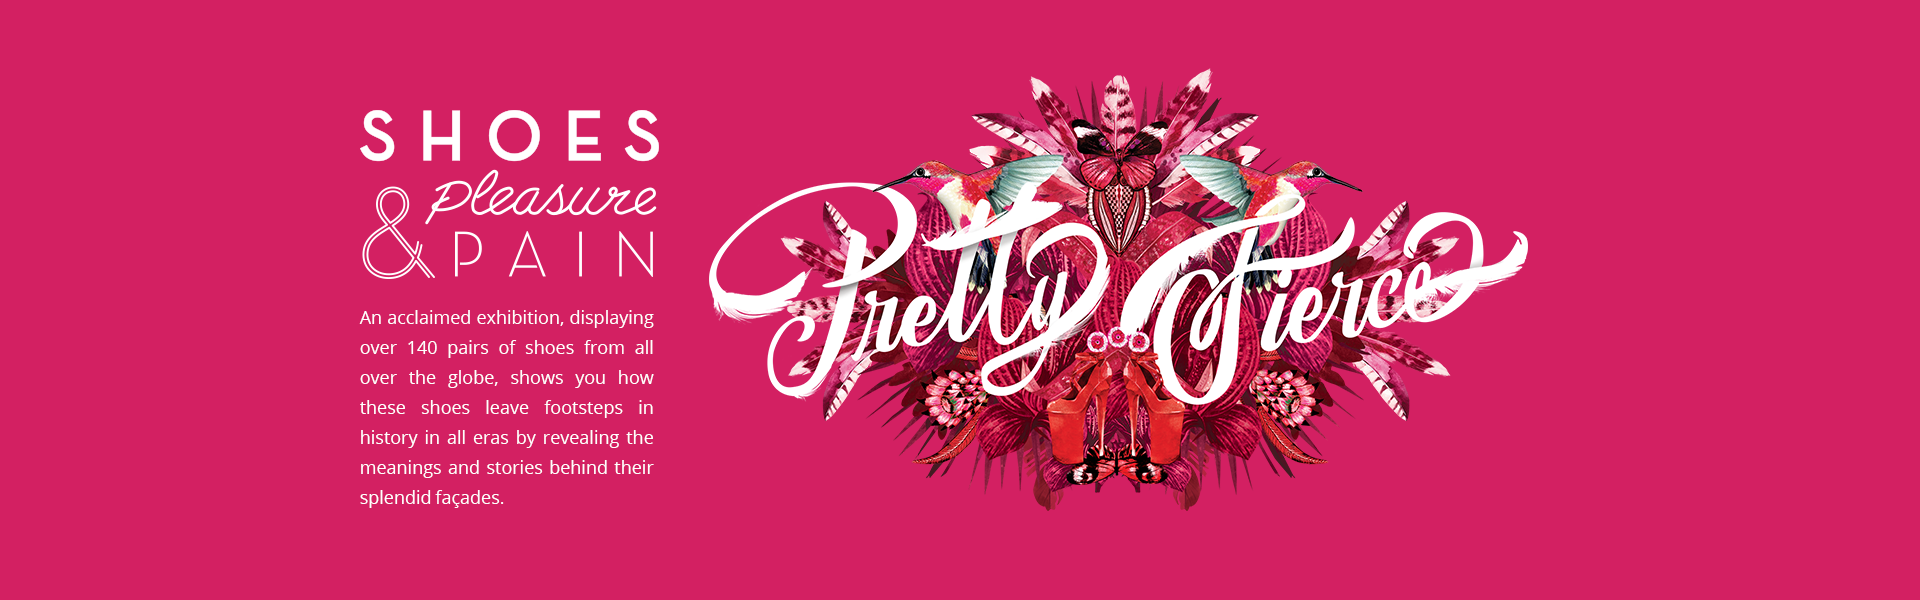 SHOES
Pleasure
& PAIN
An acclaimed exhibition, displaying
over 140 pairs of shoes from all
over the globe, shows you how
these shoes leave footsteps in
history in all eras by revealing the
meanings and stories behind their
splendid façades.
Pretty Fierce